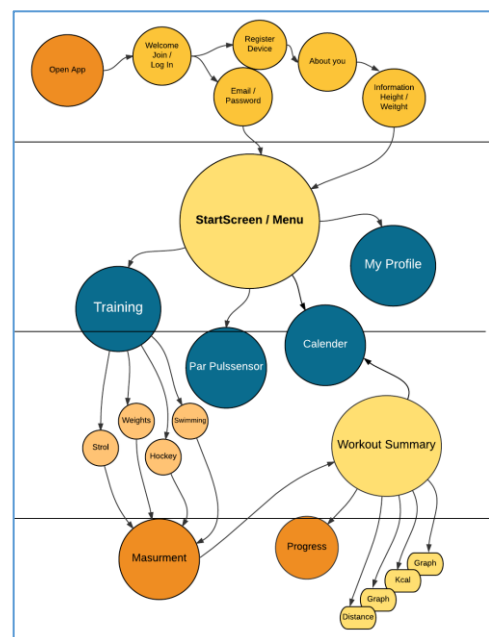 Open App
Welcome
Join /
Log In
Register
Device
Email /
Password
About you
Information
Height /
Weitght
StartScreen / Menu
My Profile
Training
Par Pulssensor
Calender
Strol
Weights
Hockey
Swimming
Workout Summary
Masurment
Progress
Distance
Graph
Kcal
Graph